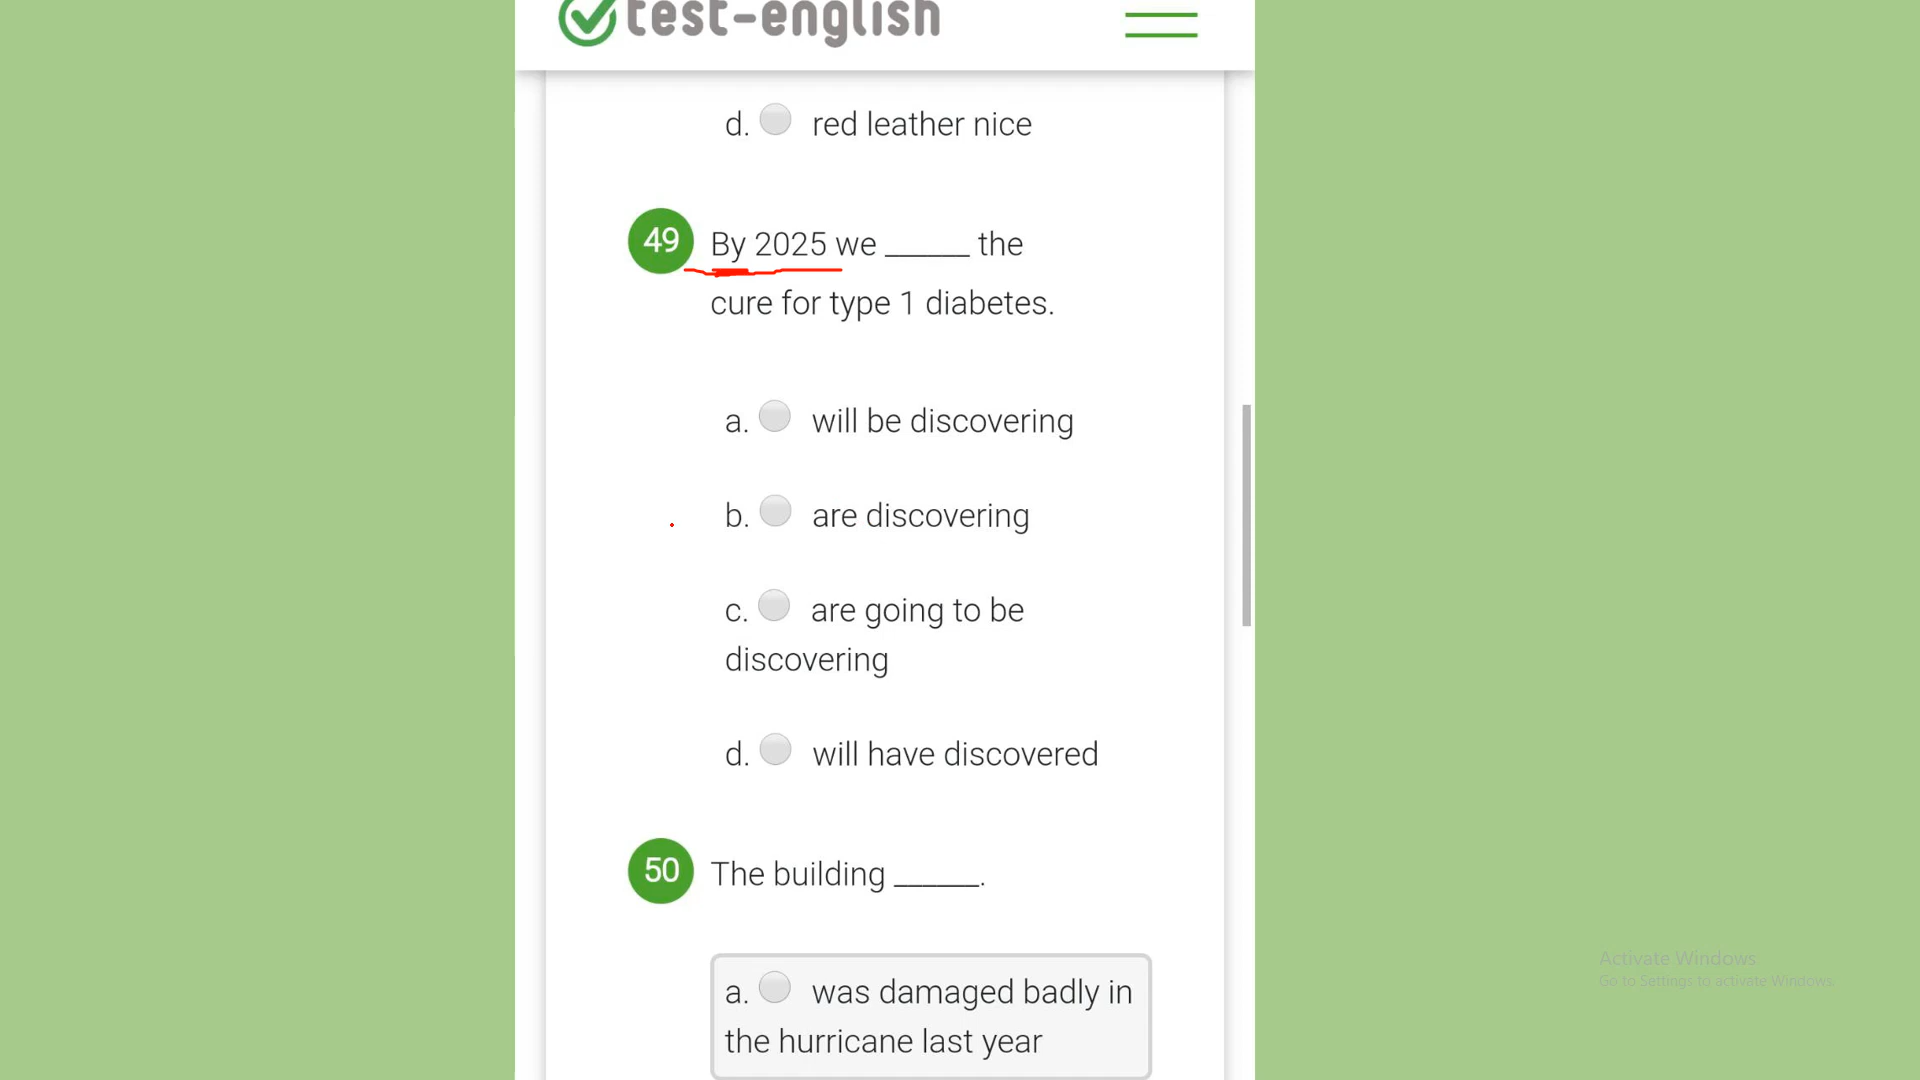 test-english
d. red leather nice
49 By 2025 we ______ the
cure for type 1 diabetes.
a. will be discovering
b. are discovering
c. are going to be
discovering
d. will have discovered
50 The building ______.
a. was damaged badly in
the hurricane last year
Activate Windows
Go to Settings to activate Windows.